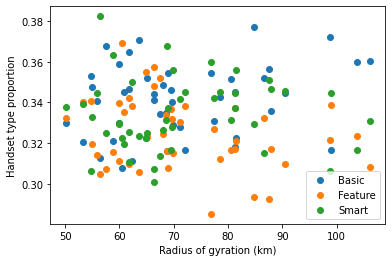 0.38
0.36
0.34
0.32
0.30
Handset type proportion
50
60
70
80
90
100
Radius of gyration (km)
Basic
Feature
Smart